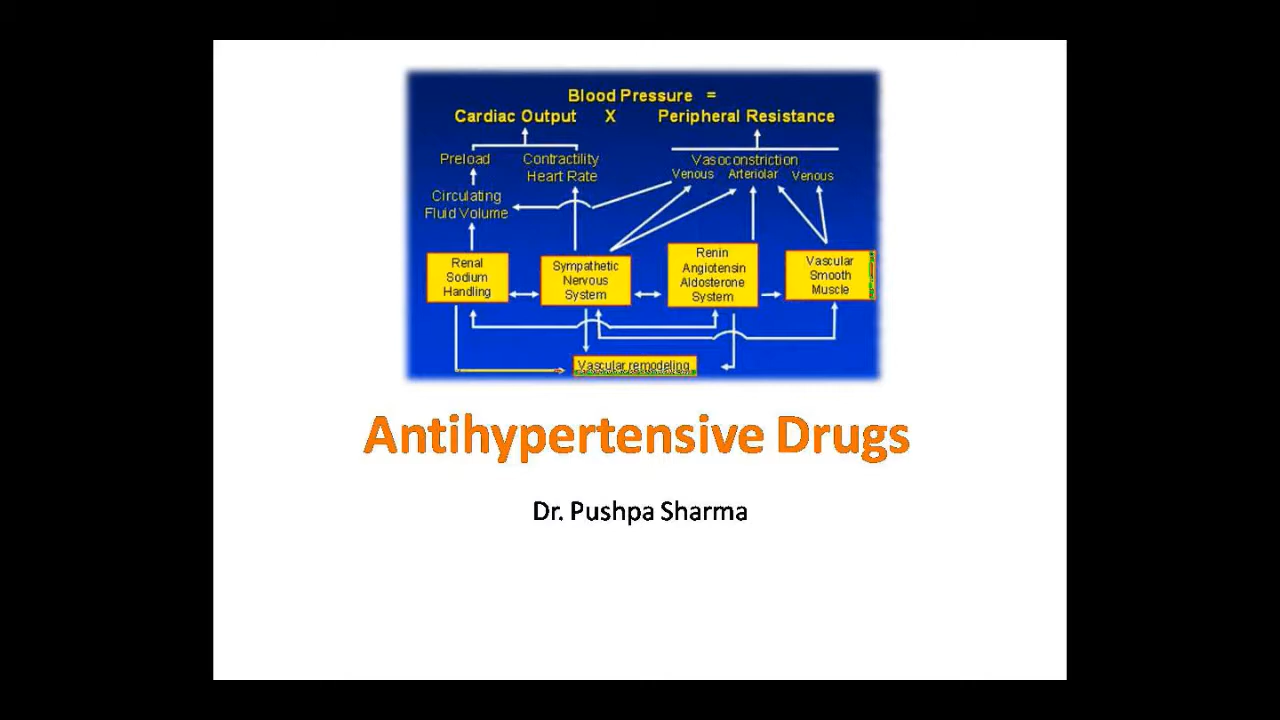 Blood Pressure =
Cardiac Output X Peripheral Resistance
Preload
Contractility
Heart Rate
Vasoconstriction
Venous Arteriolar Venous
Circulating
Fluid Volume
Renal
Sodium
Handling
Sympathetic
Nervous
System
Renin
Angiotensin
Aldosterone
System
Vascular
Smooth
Muscle
Vascular remodeling
Antihypertensive Drugs
Dr. Pushpa Sharma